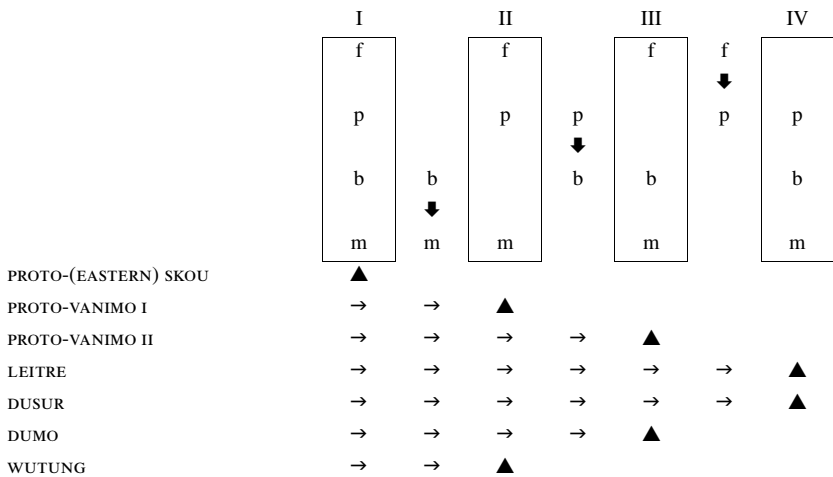 I II III IV
f f f f
🡇
p p p p p
🡇
b b b b b b
🡇
m m m m m
PROTO-(EASTERN) SKOU ▲
PROTO-VANIMO I → → ▲
PROTO-VANIMO II → → → → ▲
LEITRE → → → → → → ▲
DUSUR → → → → → → ▲
DUMO → → → → ▲
WUTUNG → → ▲